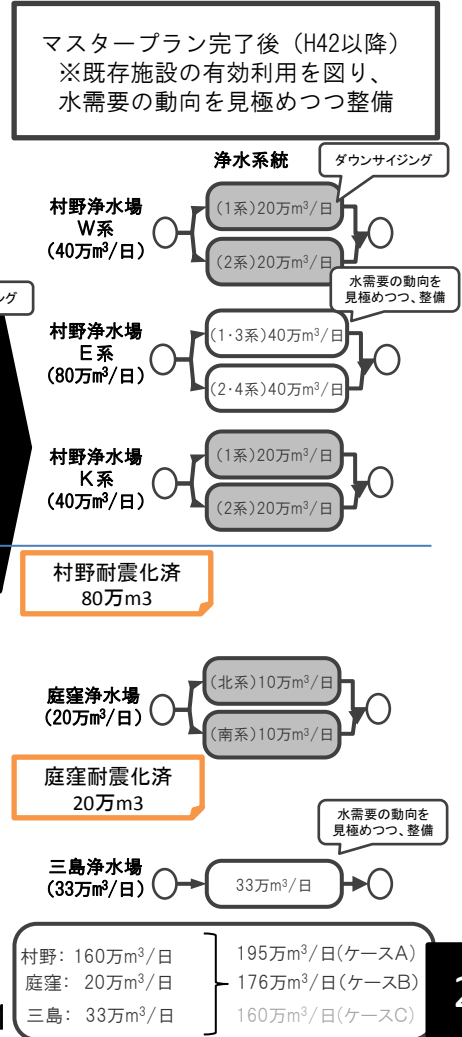 マスタープラン完了後（H42以降）
※既存施設の有効利用を図り、
水需要の動向を見極めつつ整備
浄水系統
ダウンサイジング
村野浄水場
W系
(40万m³/日)
(1系)20万m³/日
(2系)20万m³/日
水需要の動向を
見極めつつ、整備
ング
村野浄水場
E系
(80万m³/日)
(1・3系)40万m³/日
(2・4系)40万m³/日
村野浄水場
K系
(40万m³/日)
(1系)20万m³/日
(2系)20万m³/日
村野耐震化済
80万m3
庭窪浄水場
(20万m³/日)
(北系)10万m³/日
(南系)10万m³/日
庭窪耐震化済
20万m3
水需要の動向を
見極めつつ、整備
三島浄水場
(33万m³/日)
33万m³/日
村野: 160万m³/日
庭窪: 20万m³/日
三島: 33万m³/日
195万m³/日(ケースA)
176万m³/日(ケースB)
160万m³/日(ケースC)